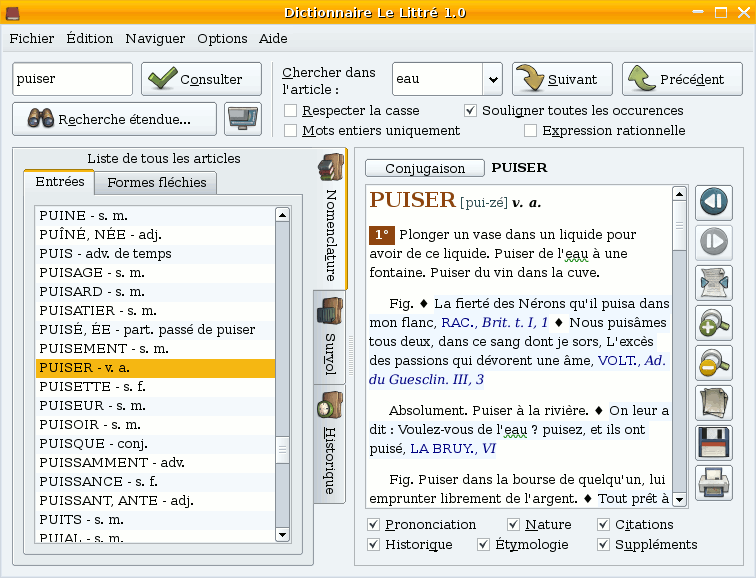 Dictionnaire Le Littré 1.0
Fichier Édition Naviguer Options Aide
puiser
Consulter
Recherche étendue...
Chercher dans
l'article :
eau
Suivant
Précédent
Respecter la casse
Souligner toutes les occurences
Mots entiers uniquement
Expression rationnelle
Liste de tous les articles
Entrées
Formes fléchies
PUINE - s. m.
PUÎNÉ, NÉE - adj.
PUIS - adv. de temps
PUISAGE - s. m.
PUISARD - s. m.
PUISATIER - s. m.
PUISÉ, ÉE - part. passé de puiser
PUISEMENT - s. m.
PUISER - v. a.
PUISETTE - s. f.
PUISEUR - s. m.
PUISOIR - s. m.
PUISQUE - conj.
PUISSAMMENT - adv.
PUISSANCE - s. f.
PUISSANT, ANTE - adj.
PUITS - s. m.
PUJAL - s. m.
Nomenclature
Survol
Historique
Conjugaison
PUISER
PUISER [pui-zé] v. a.
1° Plonger un vase dans un liquide pour
avoir de ce liquide. Puiser de l'eau à une
fontaine. Puiser du vin dans la cuve.
Fig. ♦ La fierté des Nérons qu'il puisa dans
mon flanc, RAC., Brit. t. I, 1 ♦ Nous puisâmes
tous deux, dans ce sang dont je sors, L'excès
des passions qui dévorent une âme, VOLT., Ad.
du Guesclin. III, 3
Absolument. Puiser à la rivière. ♦ On leur a
dit : Voulez-vous de l'eau ? puisez, et ils ont
puisé, LA BRUY., VI
Fig. Puiser dans la bourse de quelqu'un, lui
emprunter librement de l'argent. ♦ Tout prêt à
Prononciation
Nature
Citations
Historique
Étymologie
Suppléments